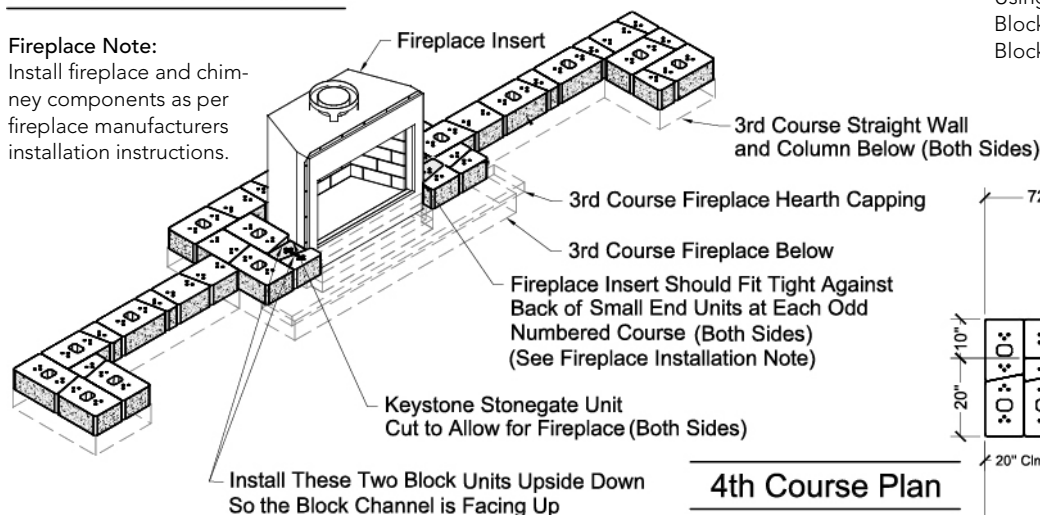 Fireplace Note:
Install fireplace and chim-
ney components as per
fireplace manufacturers
installation instructions.
Fireplace Insert
Using
Block
Block
3rd Course Straight Wall
and Column Below (Both Sides)
3rd Course Fireplace Hearth Capping
3rd Course Fireplace Below
Fireplace Insert Should Fit Tight Against
Back of Small End Units at Each Odd
Numbered Course (Both Sides)
(See Fireplace Installation Note)
Keystone Stonegate Unit
Cut to Allow for Fireplace (Both Sides)
Install These Two Block Units Upside Down
So the Block Channel is Facing Up
4th Course Plan
72
10"
20"
20"